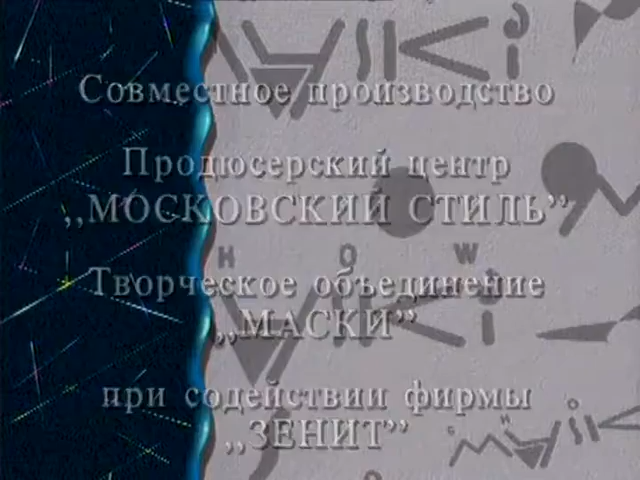 Совместное производство
Продюсерский центр
„МОСКОВСКИЙ СТИЛЬ”
H O W
Творческое объединение
„МАСКИ”
при содействии фирмы
„ЗЕНИТ”